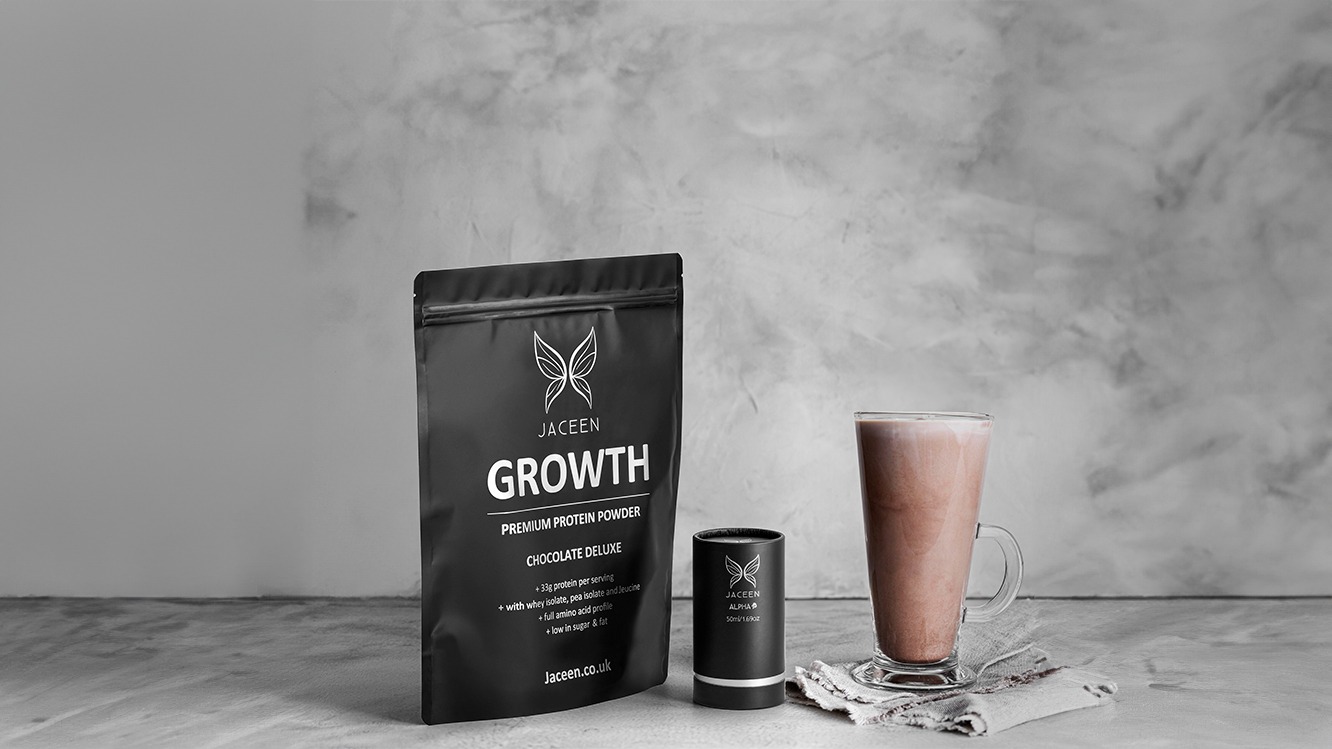 JACEEN
GROWTH
PREMIUM PROTEIN POWDER
CHOCOLATE DELUXE
+ 33g protein per serving
+ with whey isolate, pea isolate and leucine
+ full amino acid profile
+ low in sugar & fat
Jaceen.co.uk
JACEEN
ALPHA
50ml/1.69oz